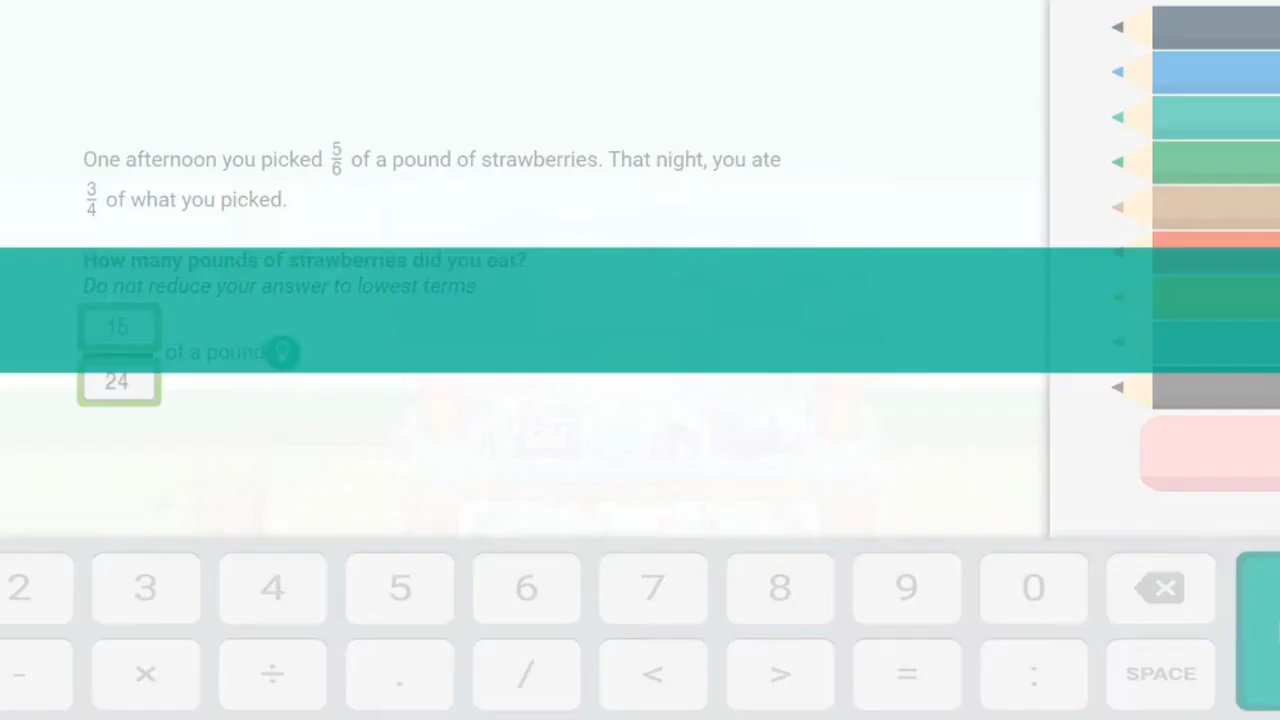 One afternoon you picked 5/6 of a pound of strawberries. That night, you ate
3/4 of what you picked.
How many pounds of strawberries did you eat?
Do not reduce your answer to lowest terms
15
of a pound
24
2 3 4 5 6 7 8 9 0
- × ÷ . / < > = : SPACE